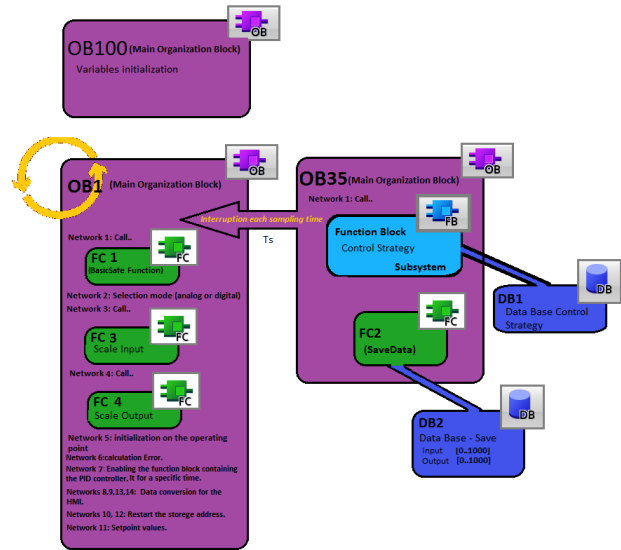 OB
OB100 (Main Organization Block)
Variables initialization
OB
OB1 (Main Organization Block)
Network 1: Call..
FC
FC 1
(BasicSate Function)
Network 2: Selection mode (analog or digital)
Network 3: Call..
FC
FC 3
Scale Input
Network 4: Call..
FC
FC 4
Scale Output
Network 5: initialization on the operating
point
Network 6:calculation Error.
Network 7: Enabling the function block containing
the PID controller, It for a specific time.
Networks 8,9,13,14: Data conversion for the
HMI.
Networks 10, 12: Restart the storege address.
Network 11: Setpoint values.
Interruption each sampling time
Ts
OB
OB35 (Main Organization Block)
Network 1: Call..
FB
Function Block
Control Strategy
Subsystem
FC
FC2
(SaveData)
DB
DB1
Data Base Control
Strategy
DB
DB2
Data Base - Save
Input [0..1000]
Output [0..1000]